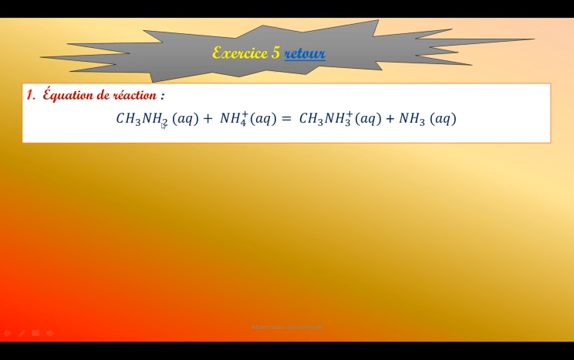 Exercice 5 retour
1. Équation de réaction :
CH₃NH₂ (aq) + NH₄⁺(aq) = CH₃NH₃⁺(aq) + NH₃ (aq)